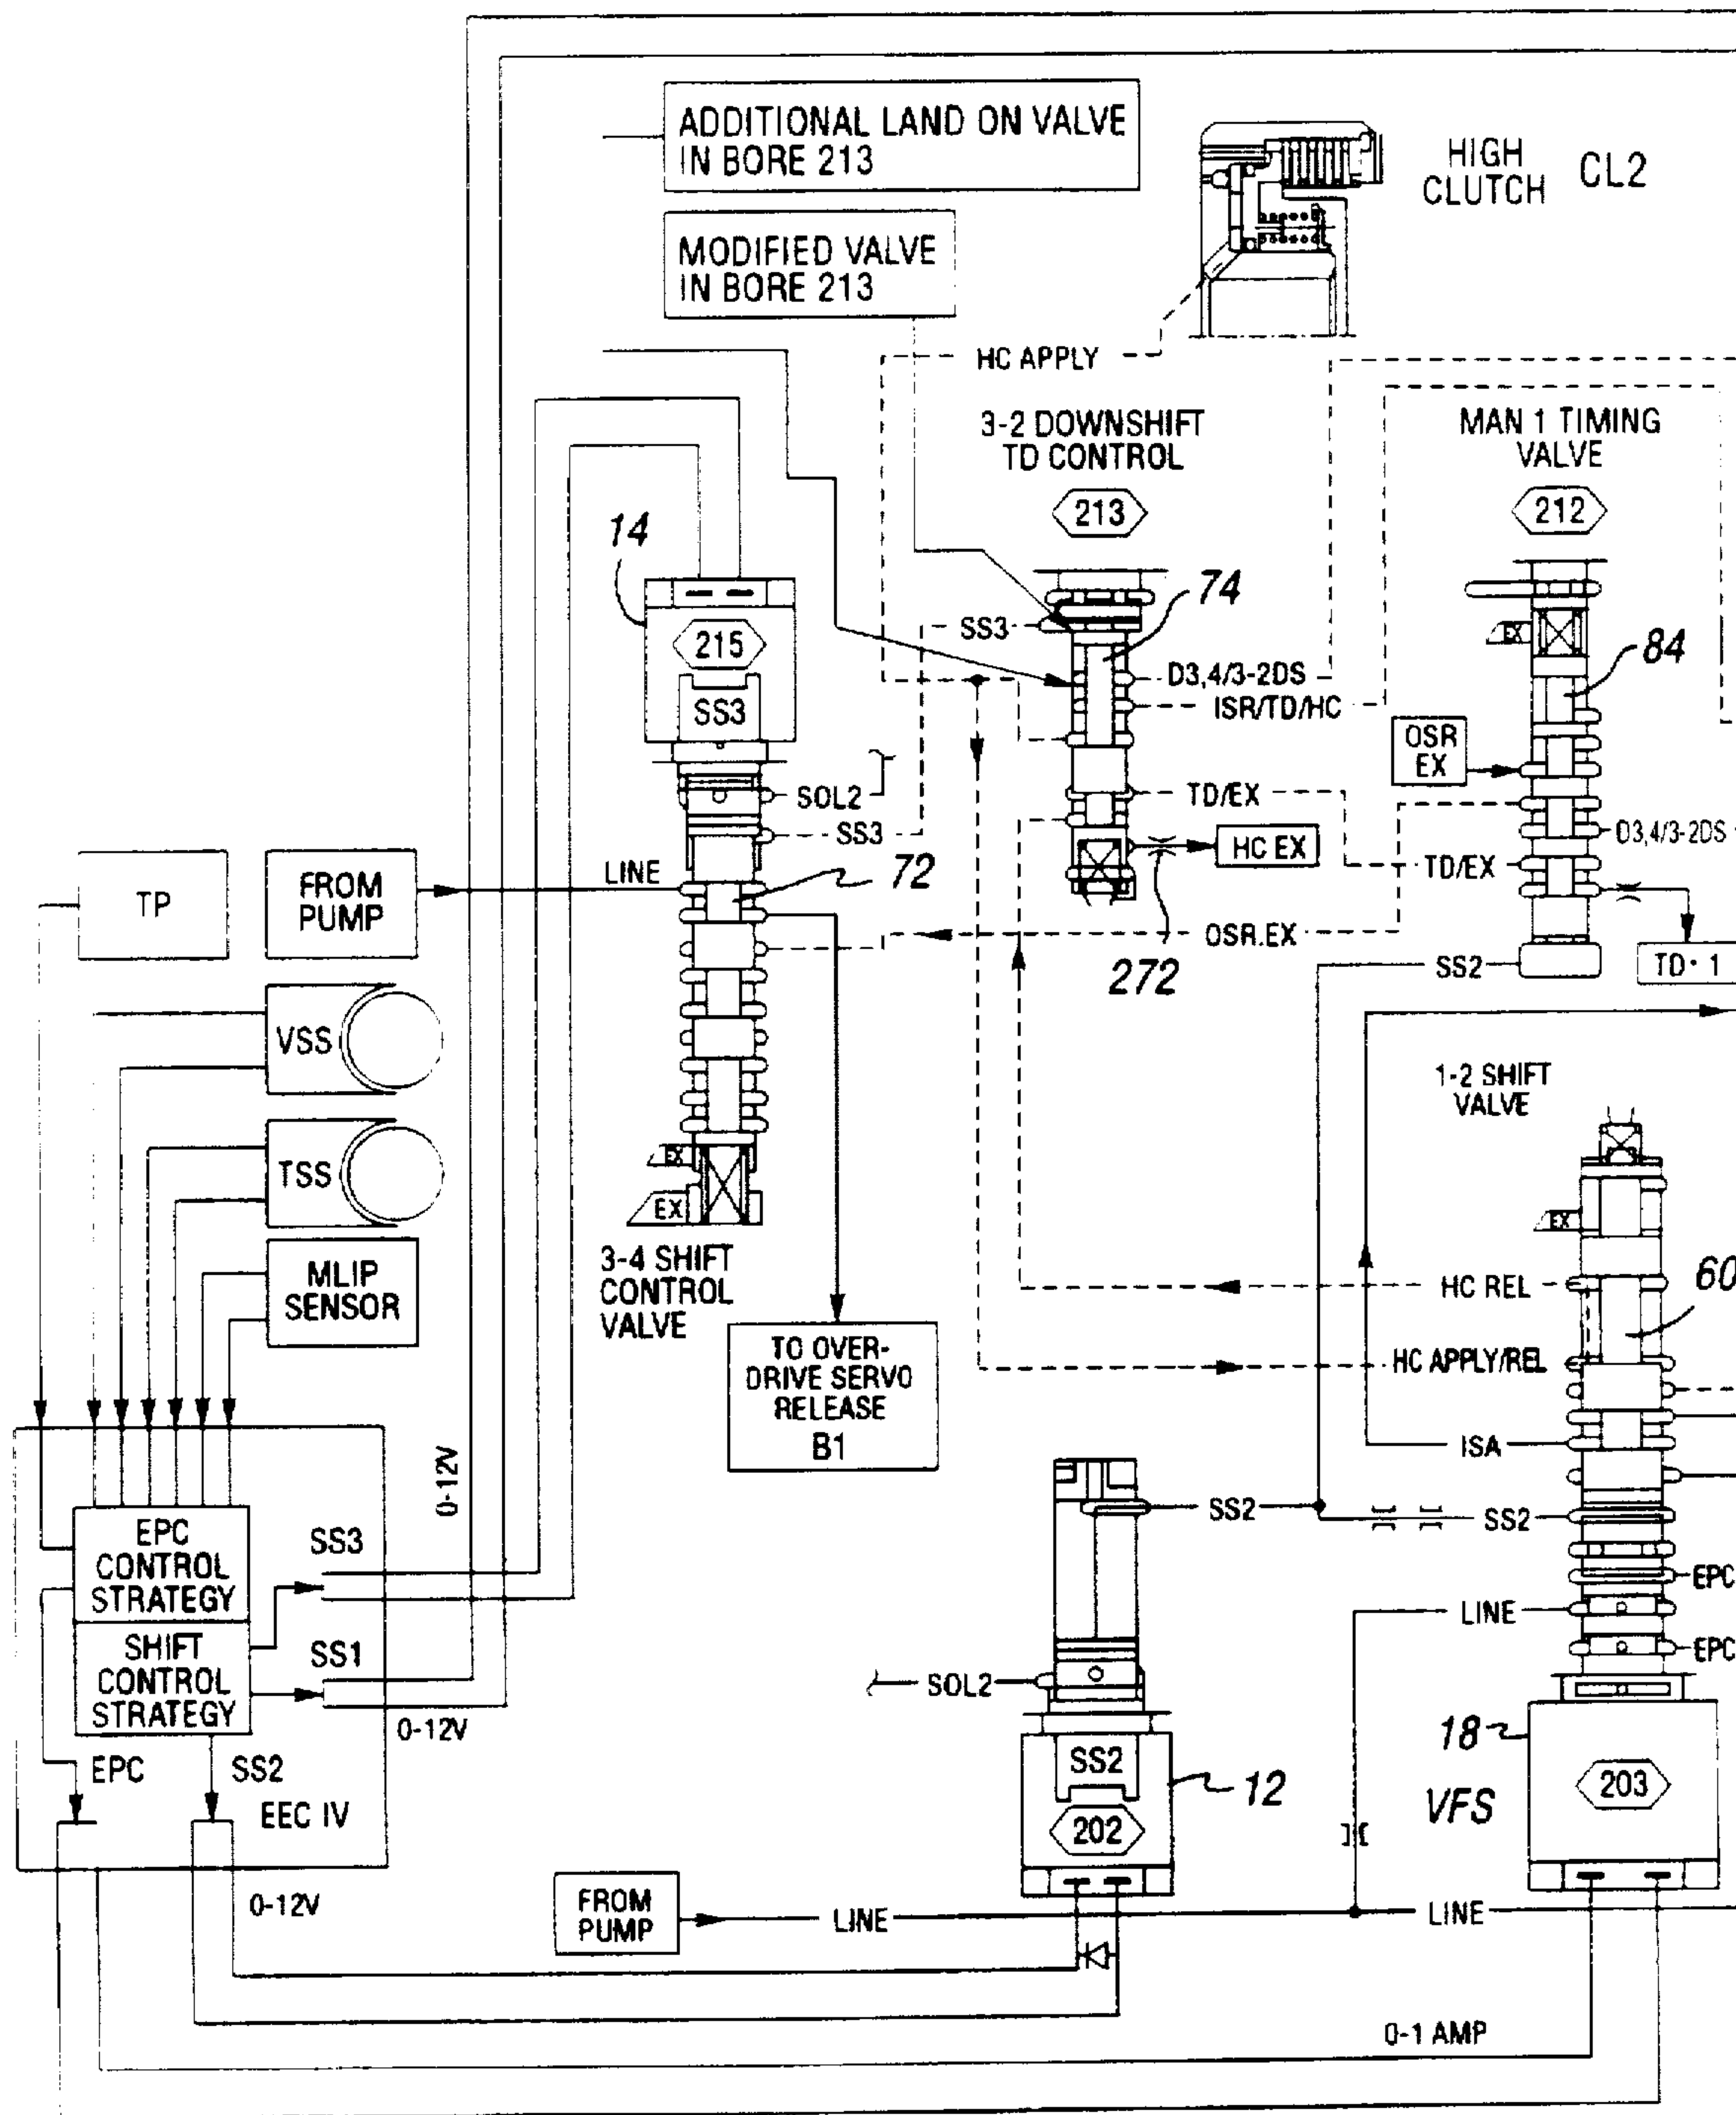 ADDITIONAL LAND ON VALVE
IN BORE 213
HIGH
CLUTCH
CL2
MODIFIED VALVE
IN BORE 213
HC APPLY
3-2 DOWNSHIFT
TD CONTROL
213
MAN 1 TIMING
VALVE
212
14
215
SS3
SS3
74
D3,4/3-2DS
ISR/TD/HC
EX
84
OSR
EX
SOL2
SS3
TD/EX
HC EX
D3,4/3-2DS
TD/EX
LINE
72
OSR.EX
272
SS2
TD·1
TP
FROM
PUMP
VSS
TSS
MLIP
SENSOR
EX
EX
3-4 SHIFT
CONTROL
VALVE
1-2 SHIFT
VALVE
EX
HC REL
60
HC APPLY/REL
TO OVER-
DRIVE SERVO
RELEASE
B1
ISA
0-12V
SS2
SS2
EPC
CONTROL
STRATEGY
SS3
EPC
LINE
SHIFT
CONTROL
STRATEGY
SS1
EPC
SOL2
0-12V
EPC
SS2
EEC IV
SS2
202
12
18
VFS
203
0-12V
FROM
PUMP
LINE
LINE
0-1 AMP